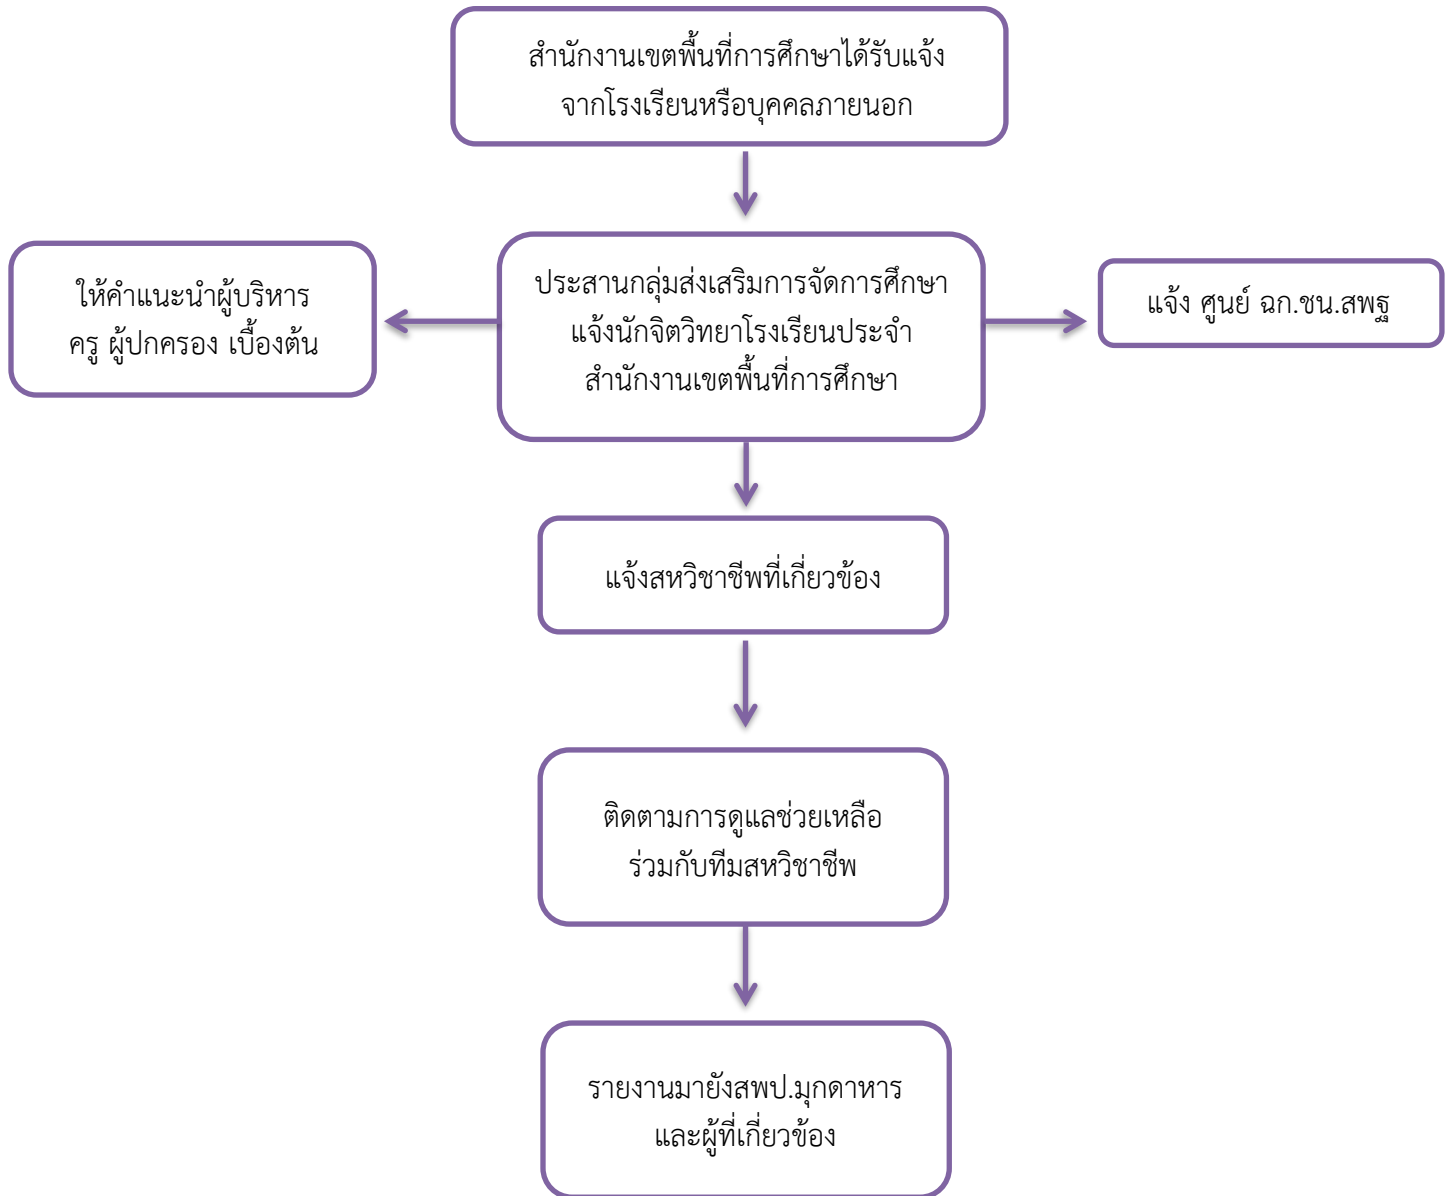 สำนักงานเขตพื้นที่การศึกษาได้รับแจ้ง
จากโรงเรียนหรือบุคคลภายนอก
ให้คำแนะนำผู้บริหาร
ครู ผู้ปกครอง เบื้องต้น
ประสานกลุ่มส่งเสริมการจัดการศึกษา
แจ้งนักจิตวิทยาโรงเรียนประจำ
สำนักงานเขตพื้นที่การศึกษา
แจ้ง ศูนย์ ฉก.ชน.สพฐ
แจ้งสหวิชาชีพที่เกี่ยวข้อง
ติดตามการดูแลช่วยเหลือ
ร่วมกับทีมสหวิชาชีพ
รายงานมายังสพป.มุกดาหาร
และผู้ที่เกี่ยวข้อง